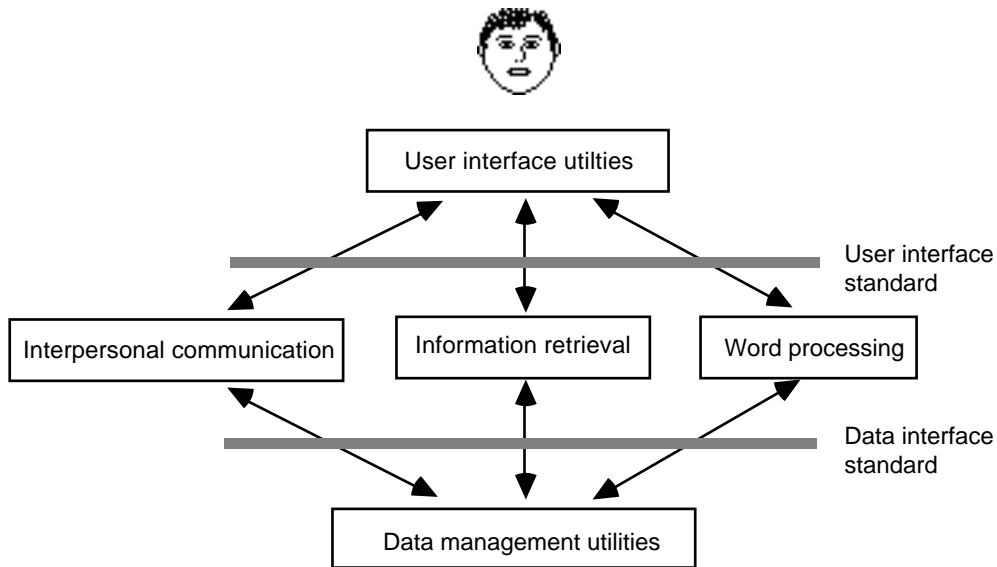 User interface utilties
User interface
standard
Interpersonal communication
Information retrieval
Word processing
Data interface
standard
Data management utilities